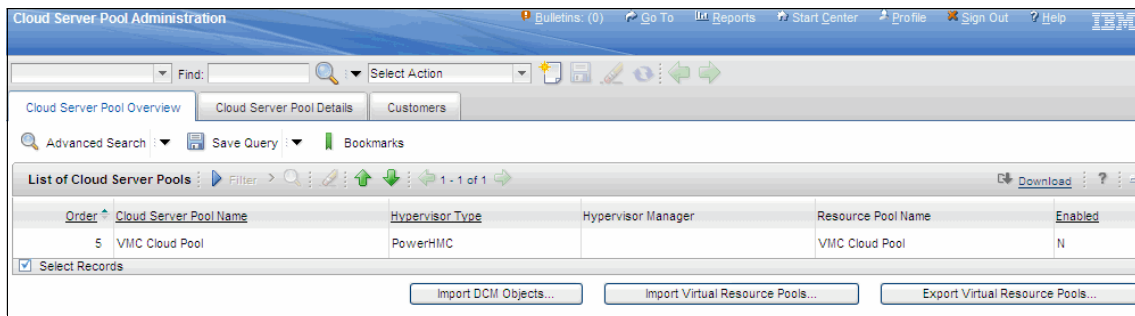 Cloud Server Pool Administration Bulletins: (0) Go To Reports Start Center Profile Sign Out Help IBM
Find: Select Action
Cloud Server Pool Overview Cloud Server Pool Details Customers
Advanced Search Save Query Bookmarks
List of Cloud Server Pools Filter > 1 - 1 of 1 Download ?
Order Cloud Server Pool Name Hypervisor Type Hypervisor Manager Resource Pool Name Enabled
5 VMC Cloud Pool PowerHMC VMC Cloud Pool N
Select Records
Import DCM Objects... Import Virtual Resource Pools... Export Virtual Resource Pools...